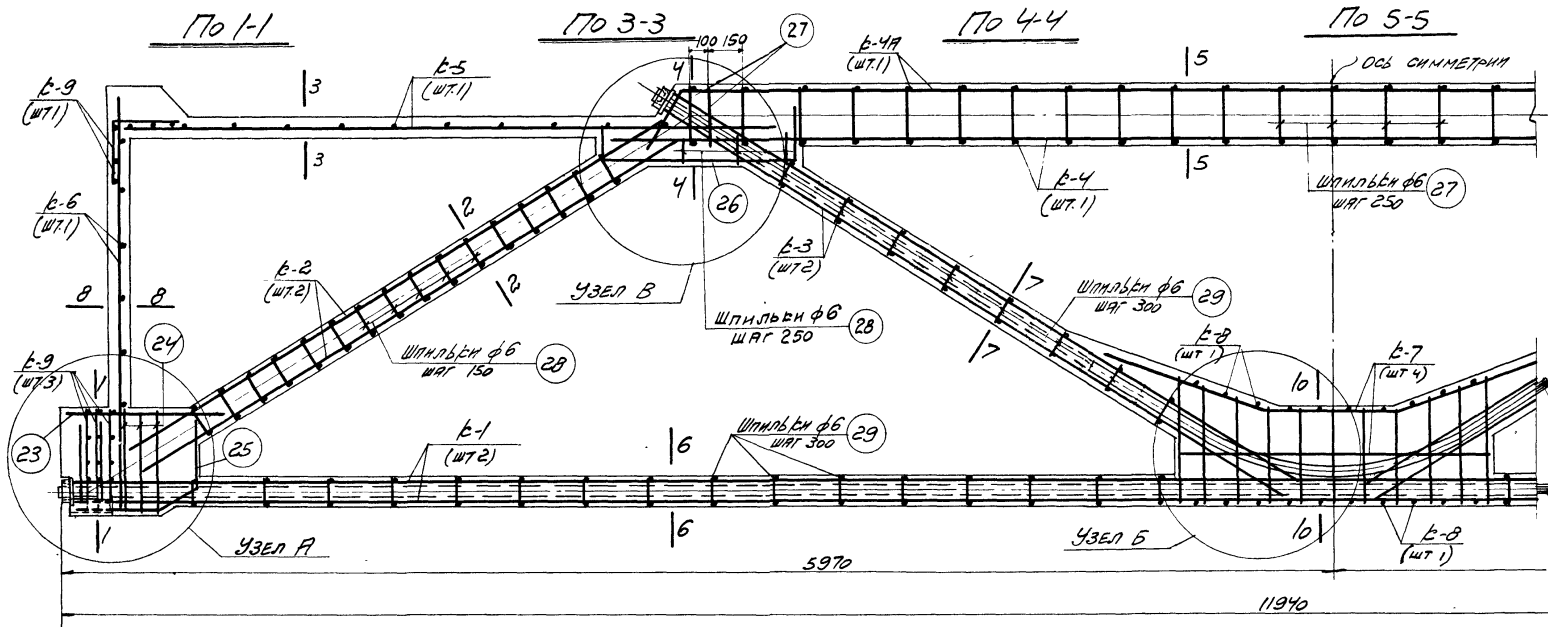 По 1-1
По 3-3
По 4-4
По 5-5
100 150
27
к-9
(шт1)
3
к-5
(шт.1)
4
к-4А
(шт.1)
5
ось симметрии
3
4
26
5
к-4
(шт.1)
Шпильки ф6
шаг 250
27
к-6
(шт.1)
2
2
к-2
(шт.2)
к-3
(шт2)
Узел В
8
8
Шпильки ф6
шаг 250
28
7
7
Шпильки ф6
шаг 300
29
24
Шпильки ф6
шаг 150
28
к-9
(шт.3)
1
к-8
(шт 1)
10
к-7
(шт 4)
23
25
к-1
(шт2)
6
Шпильки ф6
шаг 300
29
6
1
Узел А
Узел Б
10
к-8
(шт 1)
5970
11940